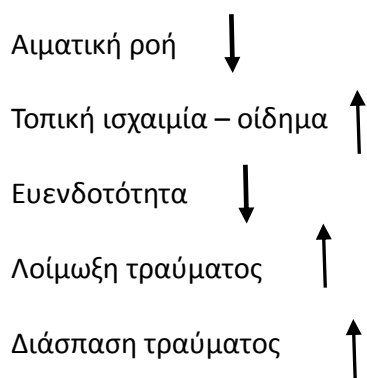 Αιματική ροή
Τοπική ισχαιμία – οίδημα
Ευενδοτότητα
Λοίμωξη τραύματος
Διάσπαση τραύματος